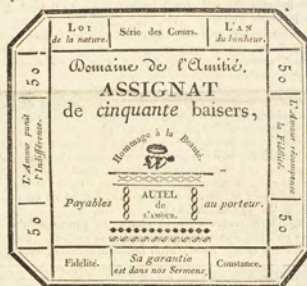 Loi
de la nature.
Série des Cœurs.
L'an
du bonheur.
50
50
L'Amour punit
l'Indifférence.
Domaine de l'Amitié,
ASSIGNAT
de cinquante baisers,
Hommage à la Beauté.
Payables
AUTEL
DE
L'AMOUR.
au porteur.
50
50
L'Amour récompense
la Fidélité.
Fidélité.
Sa garantie
est dans nos Sermens,
Constance.